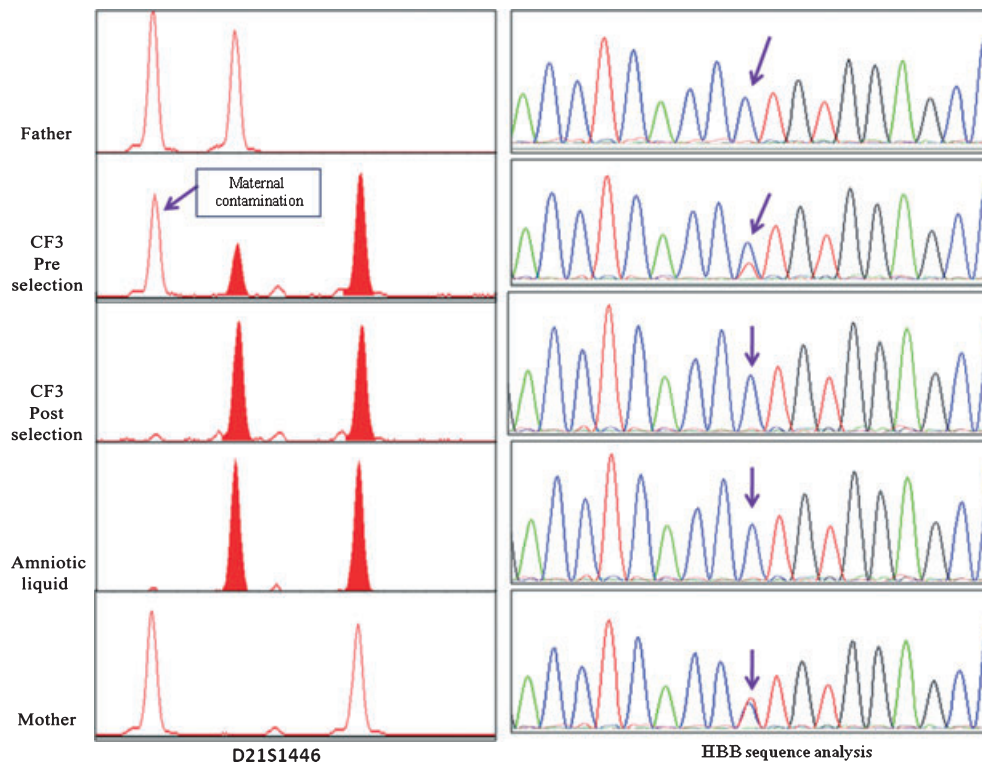 Father
Maternal
contamination
CF3
Pre
selection
CF3
Post
selection
Amniotic
liquid
Mother
D21S1446
HBB sequence analysis